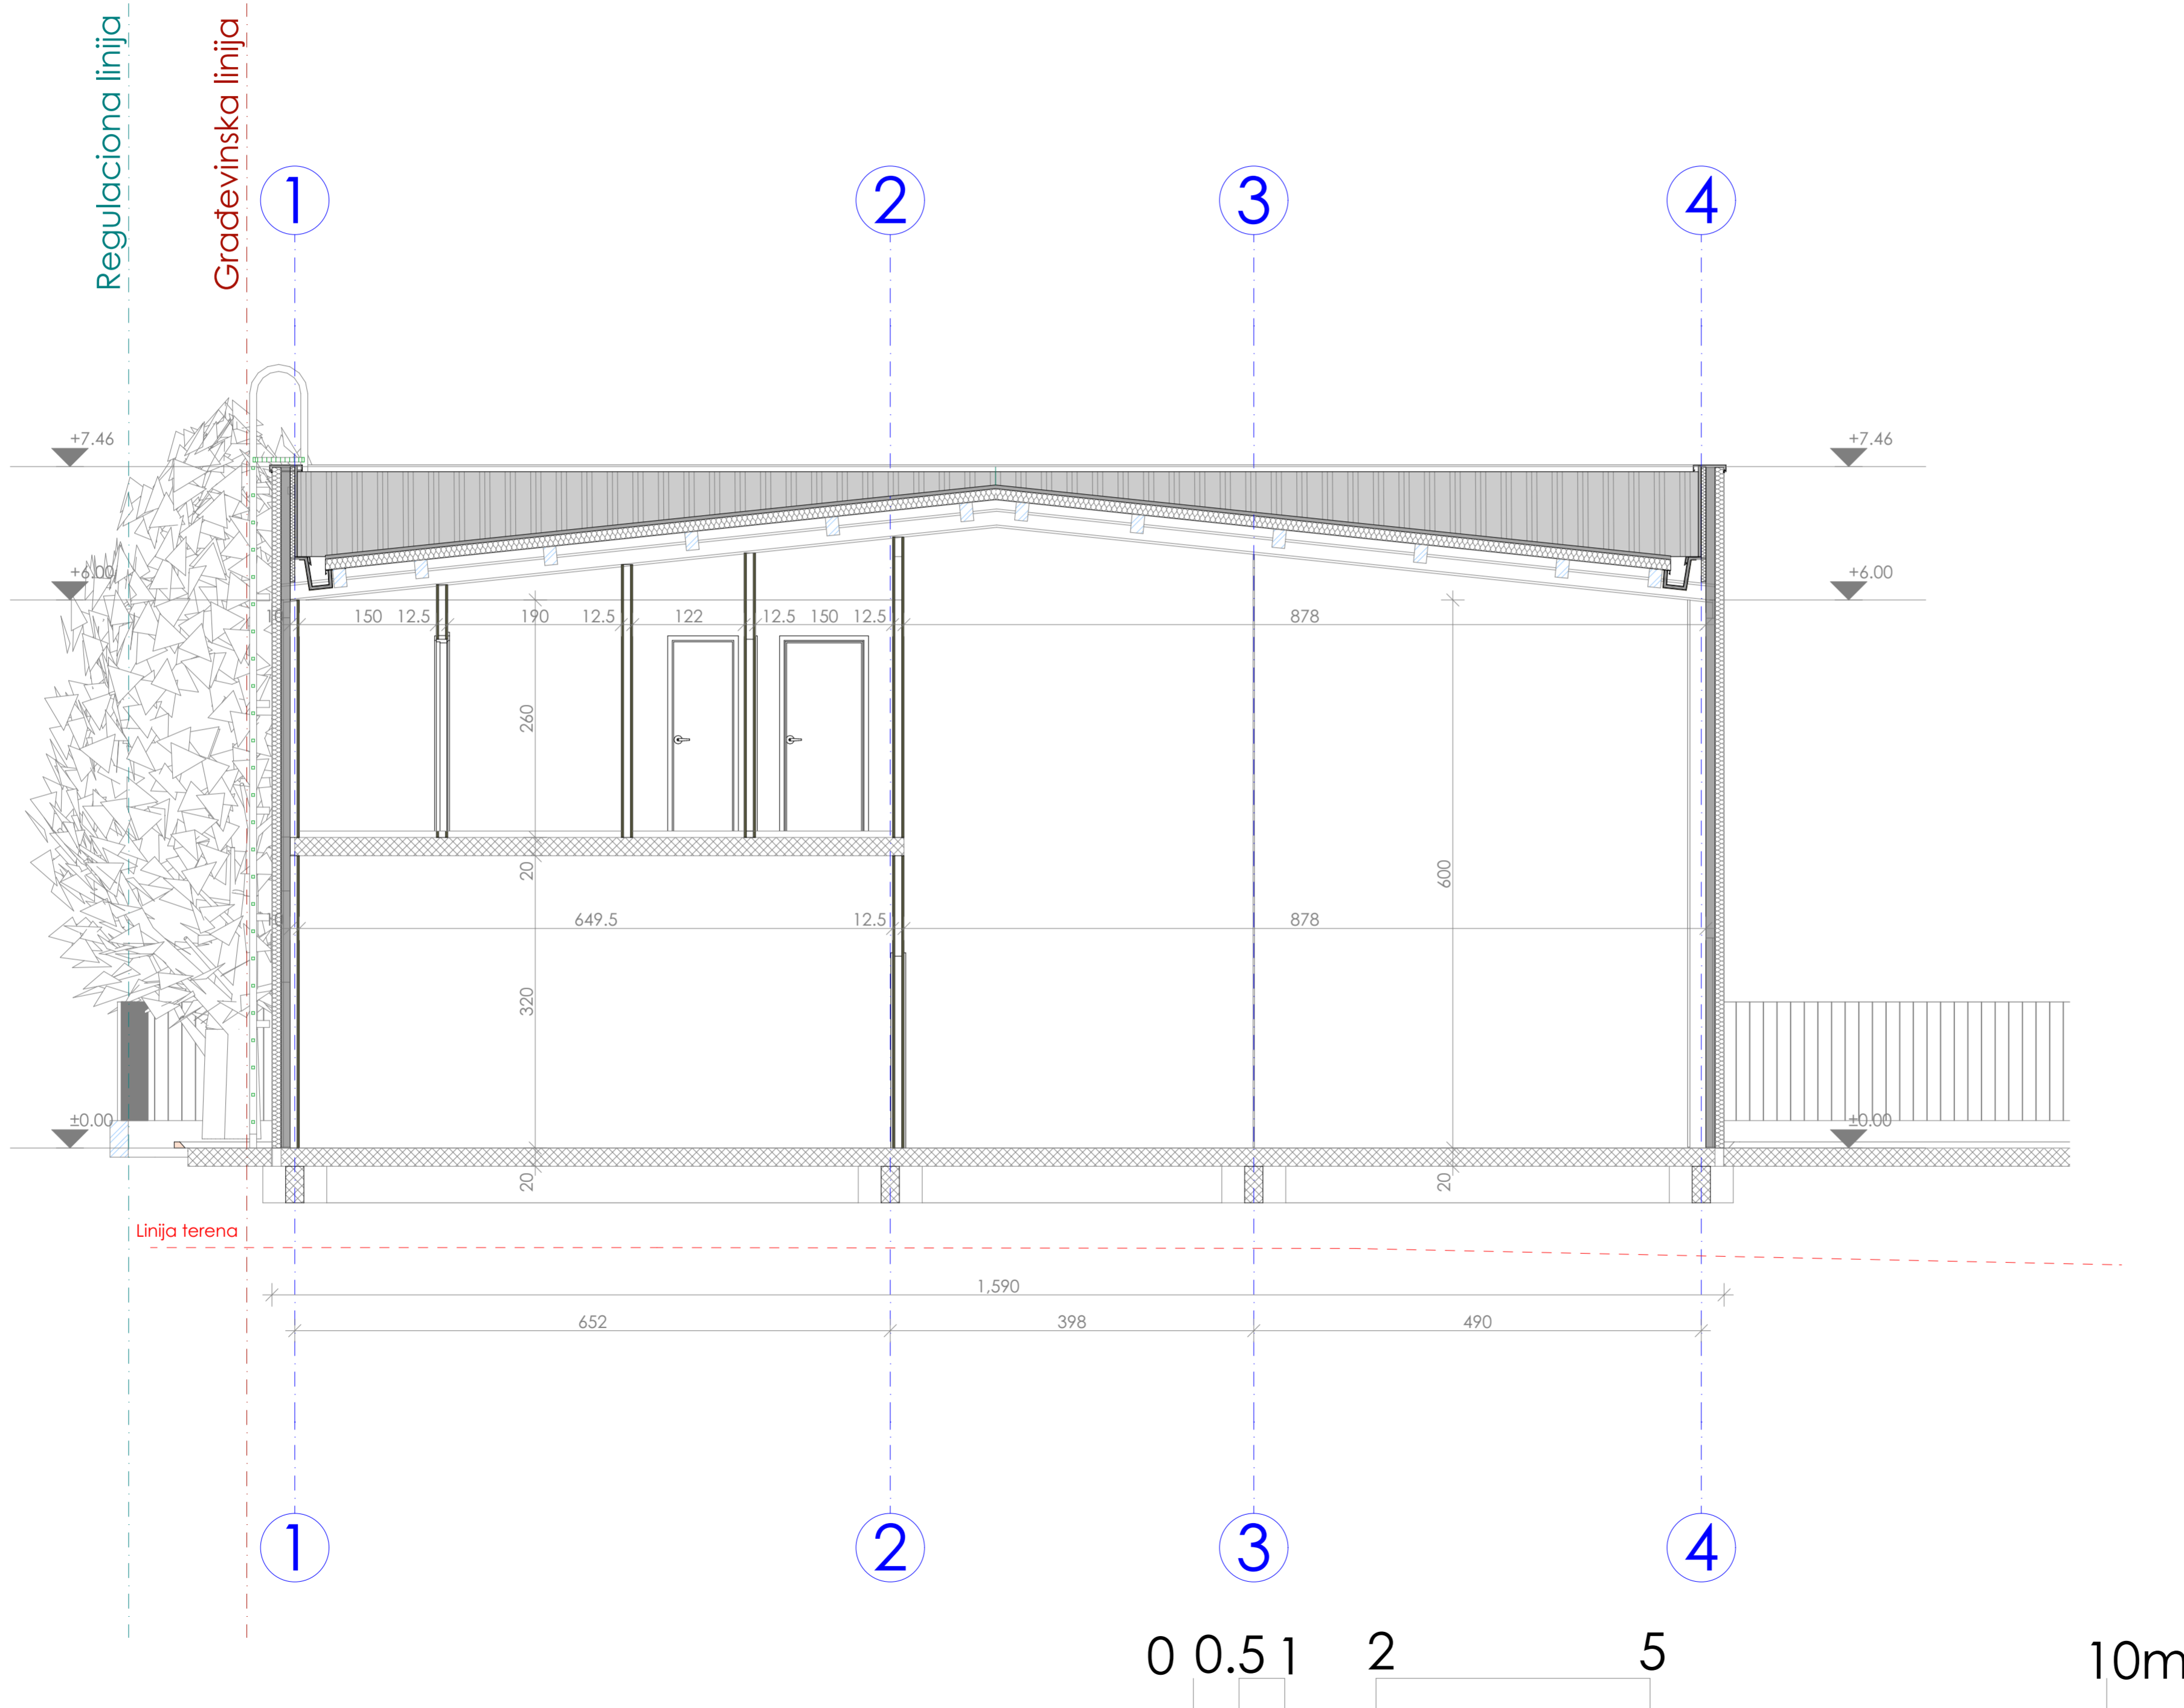 Regulaciona linija
Građevinska linija
1 2 3 4
+7.46 +7.46
+6.00 +6.00
10 150 12.5 190 12.5 122 12.5 150 12.5 878
260
20
600
10 649.5 12.5 878
320
±0.00 ±0.00
20 20
Linija terena
1,590
652 398 490
1 2 3 4
0 0.5 1 2 5 10m